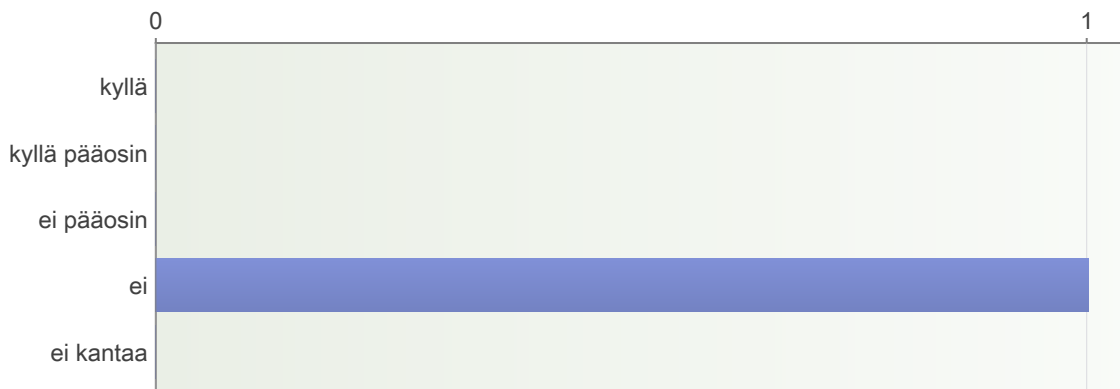 0 1
kyllä
kyllä pääosin
ei pääosin
ei
ei kantaa